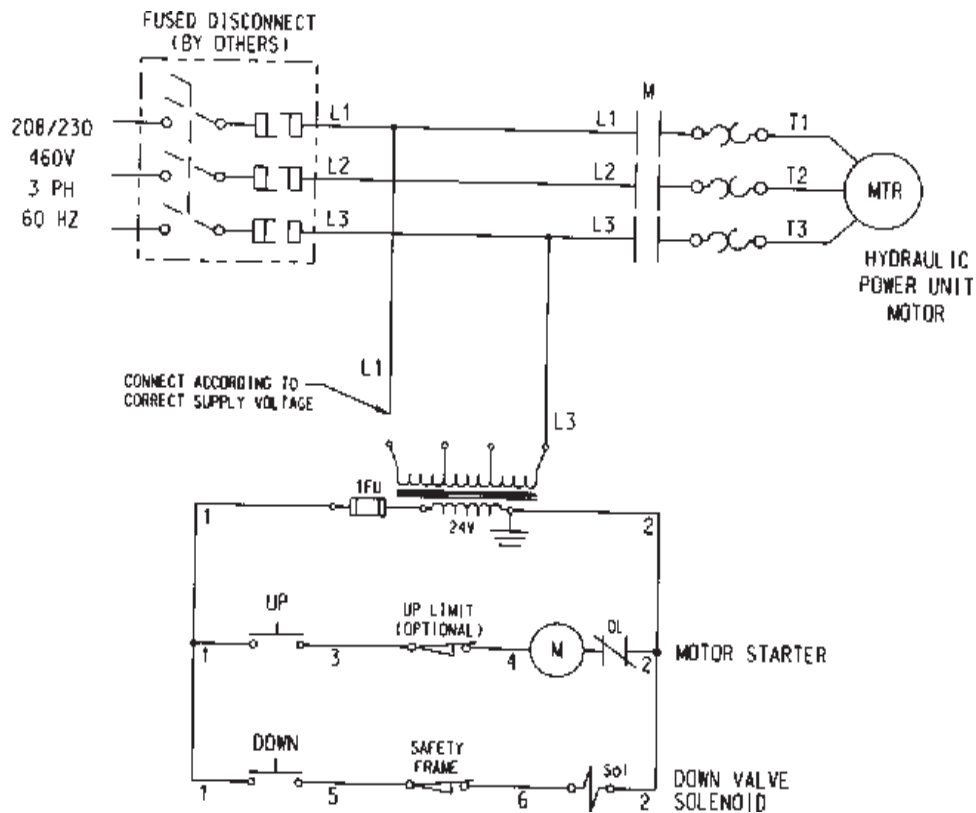 FUSED DISCONNECT
(BY OTHERS)
208/230
460V
3 PH
60 HZ
L1
L2
L3
M
L1
L2
L3
T1
T2
T3
MTR
HYDRAULIC
POWER UNIT
MOTOR
CONNECT ACCORDING TO
CORRECT SUPPLY VOLTAGE
L1
L3
1FU
24V
1
2
UP
UP LIMIT
(OPTIONAL)
OL
1
3
4
M
2
MOTOR STARTER
DOWN
SAFETY
FRAME
Sol
1
5
6
2
DOWN VALVE
SOLENOID